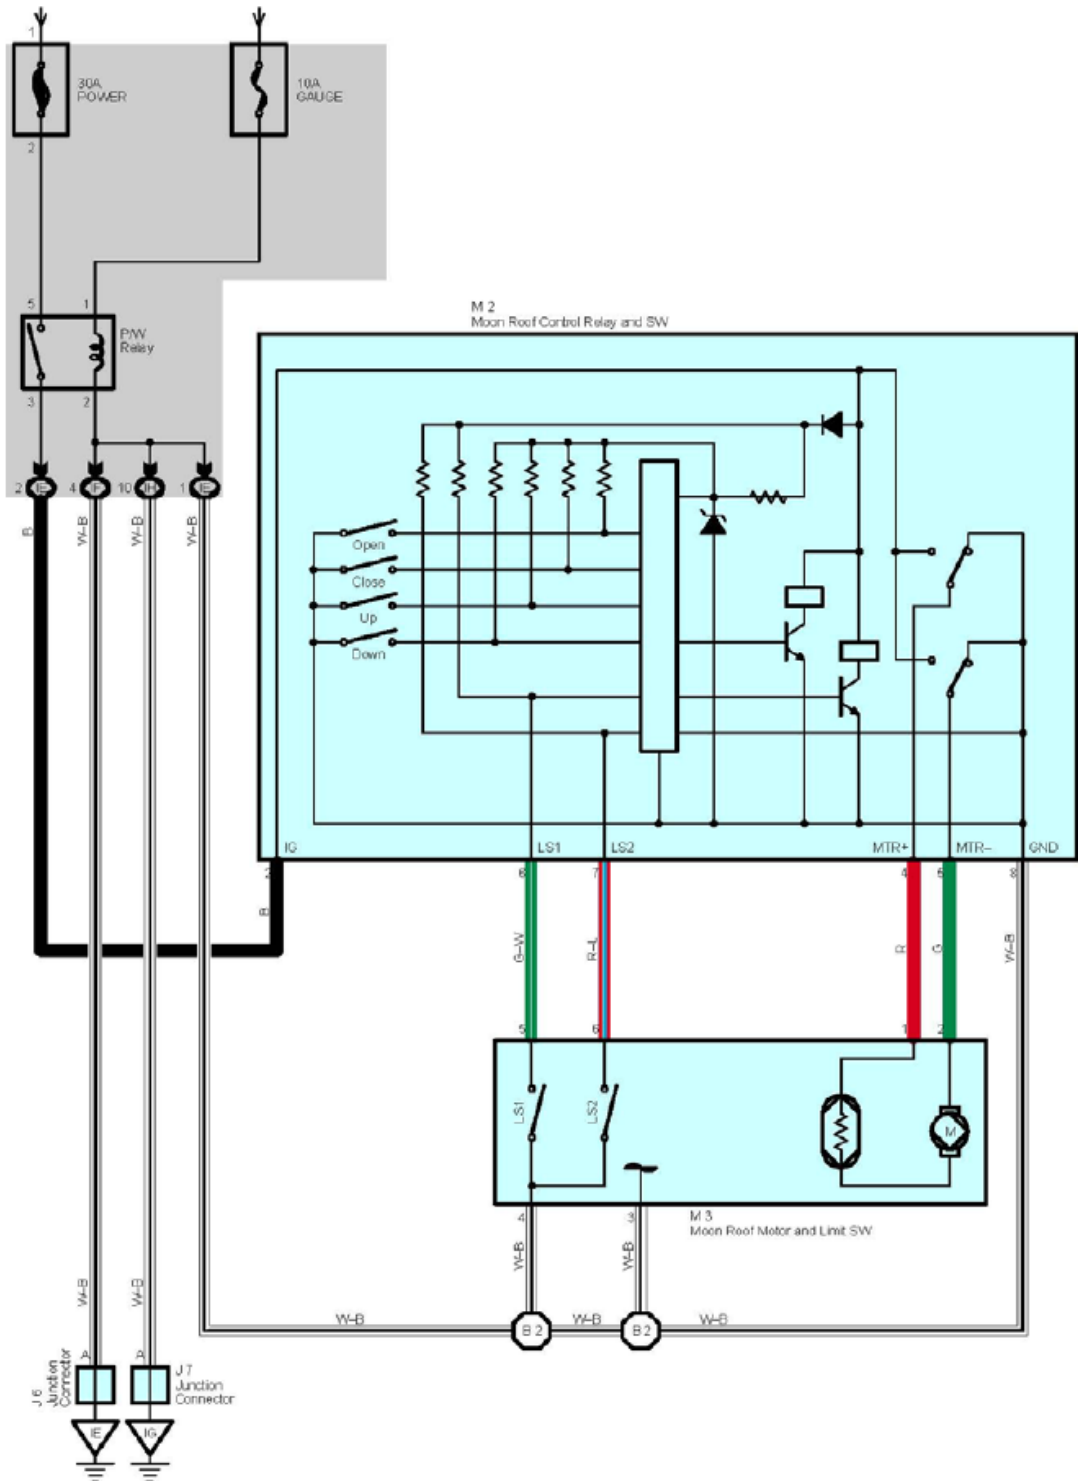 1
30A
POWER
10A
GAUGE
2
5
1
P/W
Relay
3
2
2
IE
4
IF
10
IH
1
IE
B
W-B
W-B
W-B
M 2
Moon Roof Control Relay and SW
Open
Close
Up
Down
IG
LS1
LS2
MTR+
MTR-
GND
2
6
7
4
5
8
B
G-W
R-L
R
G
W-B
5
6
1
2
LS1
LS2
M
4
3
M 3
Moon Roof Motor and Limit SW
W-B
W-B
W-B
W-B
W-B
W-B
W-B
B 2
B 2
A
A
J 6
Junction
Connector
J 7
Junction
Connector
IE
IG